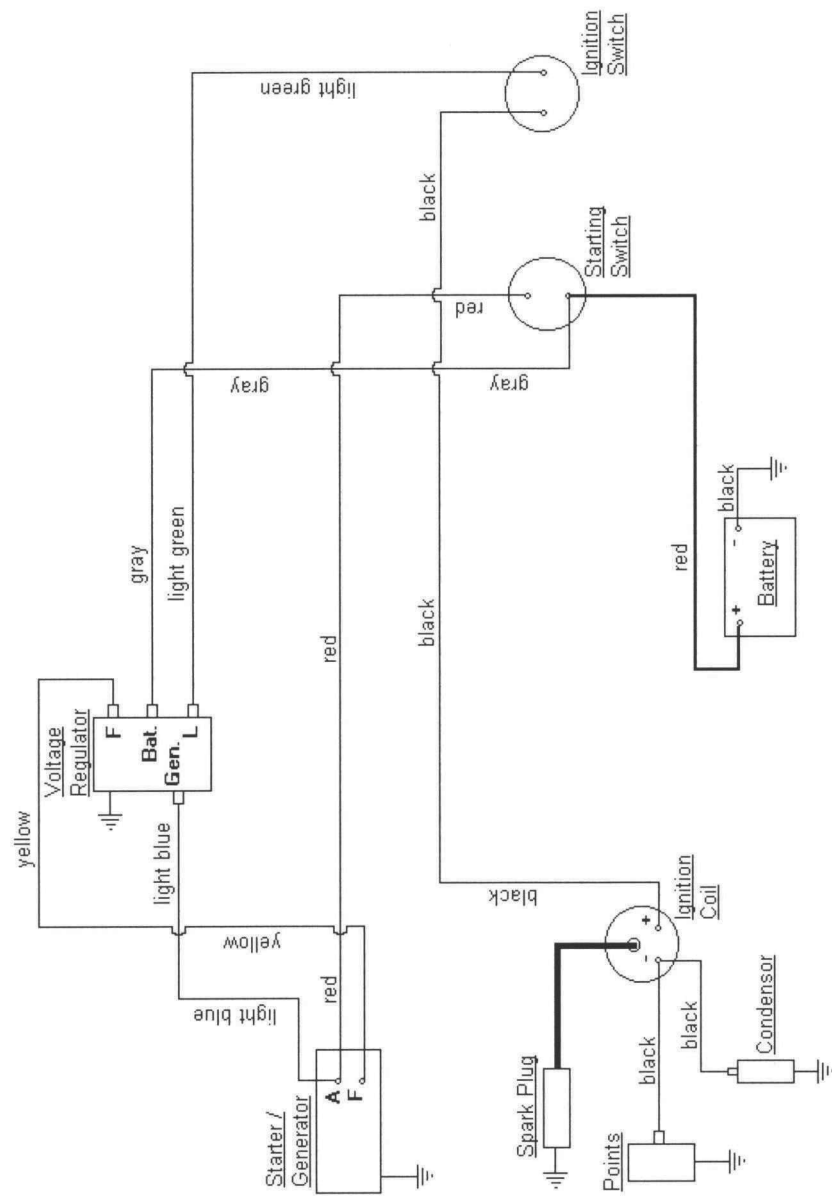 Starter /
Generator
A
F
light blue
light blue
yellow
yellow
red
Voltage
Regulator
F
Bat.
Gen.
L
gray
light green
red
gray
gray
light green
red
black
Ignition
Switch
Starting
Switch
Spark Plug
Points
black
black
Condensor
-
+
Ignition
Coil
black
black
+
-
Battery
red
black